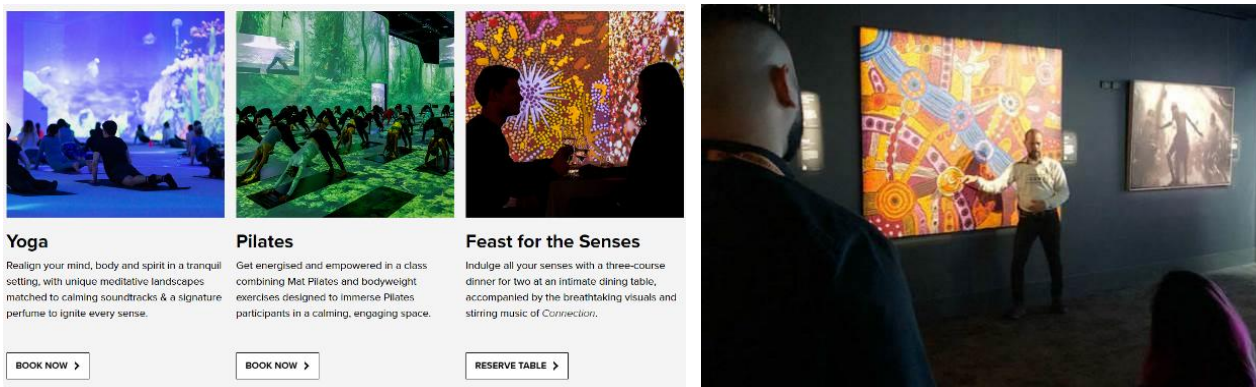 Yoga
Realign your mind, body and spirit in a tranquil
setting, with unique meditative landscapes
matched to calming soundtracks & a signature
perfume to ignite every sense.
BOOK NOW
Pilates
Get energised and empowered in a class
combining Mat Pilates and bodyweight
exercises designed to immerse Pilates
participants in a calming, engaging space.
BOOK NOW
Feast for the Senses
Indulge all your senses with a three-course
dinner for two at an intimate dining table,
accompanied by the breathtaking visuals and
stirring music of Connection.
RESERVE TABLE